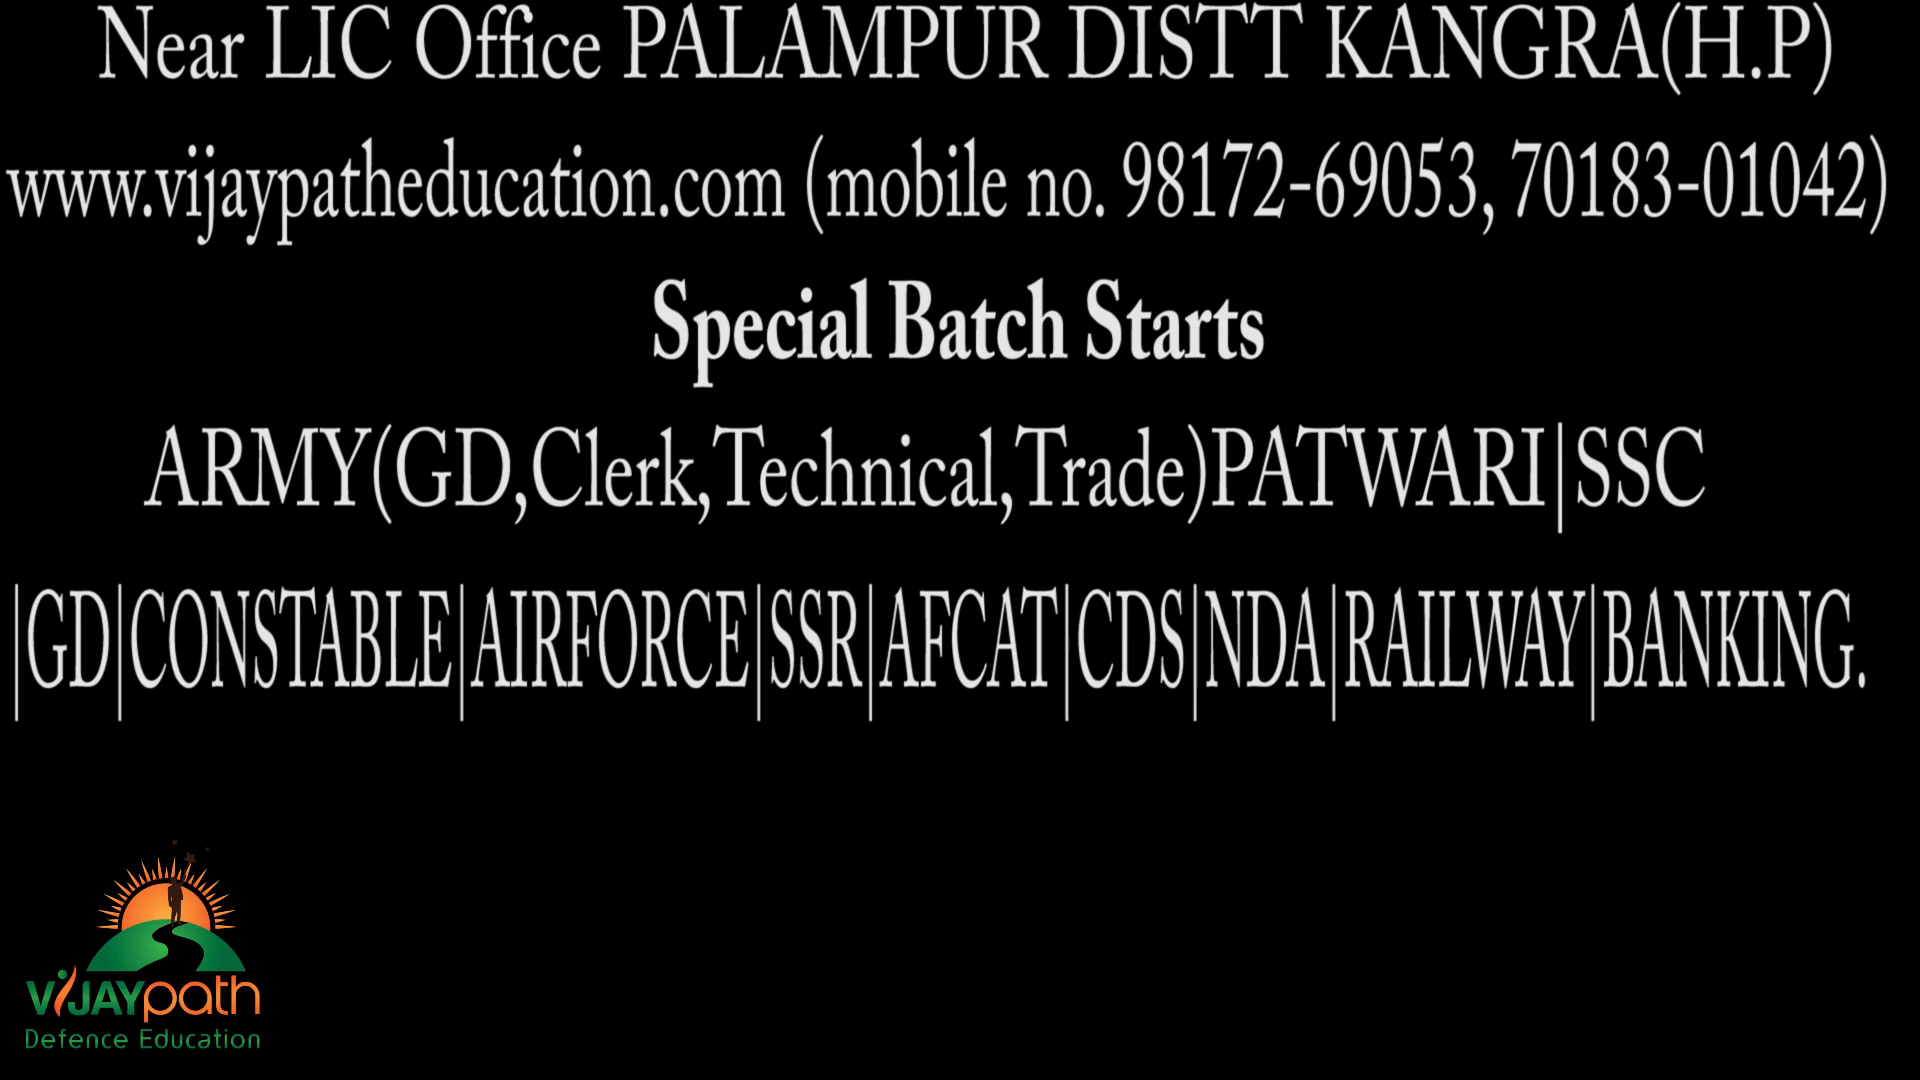 Near LIC Office PALAMPUR DISTT KANGRA(H.P)
www.vijaypatheducation.com (mobile no. 98172-69053, 70183-01042)
Special Batch Starts
ARMY(GD,Clerk,Technical,Trade)PATWARI|SSC
|GD|CONSTABLE|AIRFORCE|SSR|AFCAT|CDS|NDA|RAILWAY|BANKING.
ViJAYpath
Defence Education